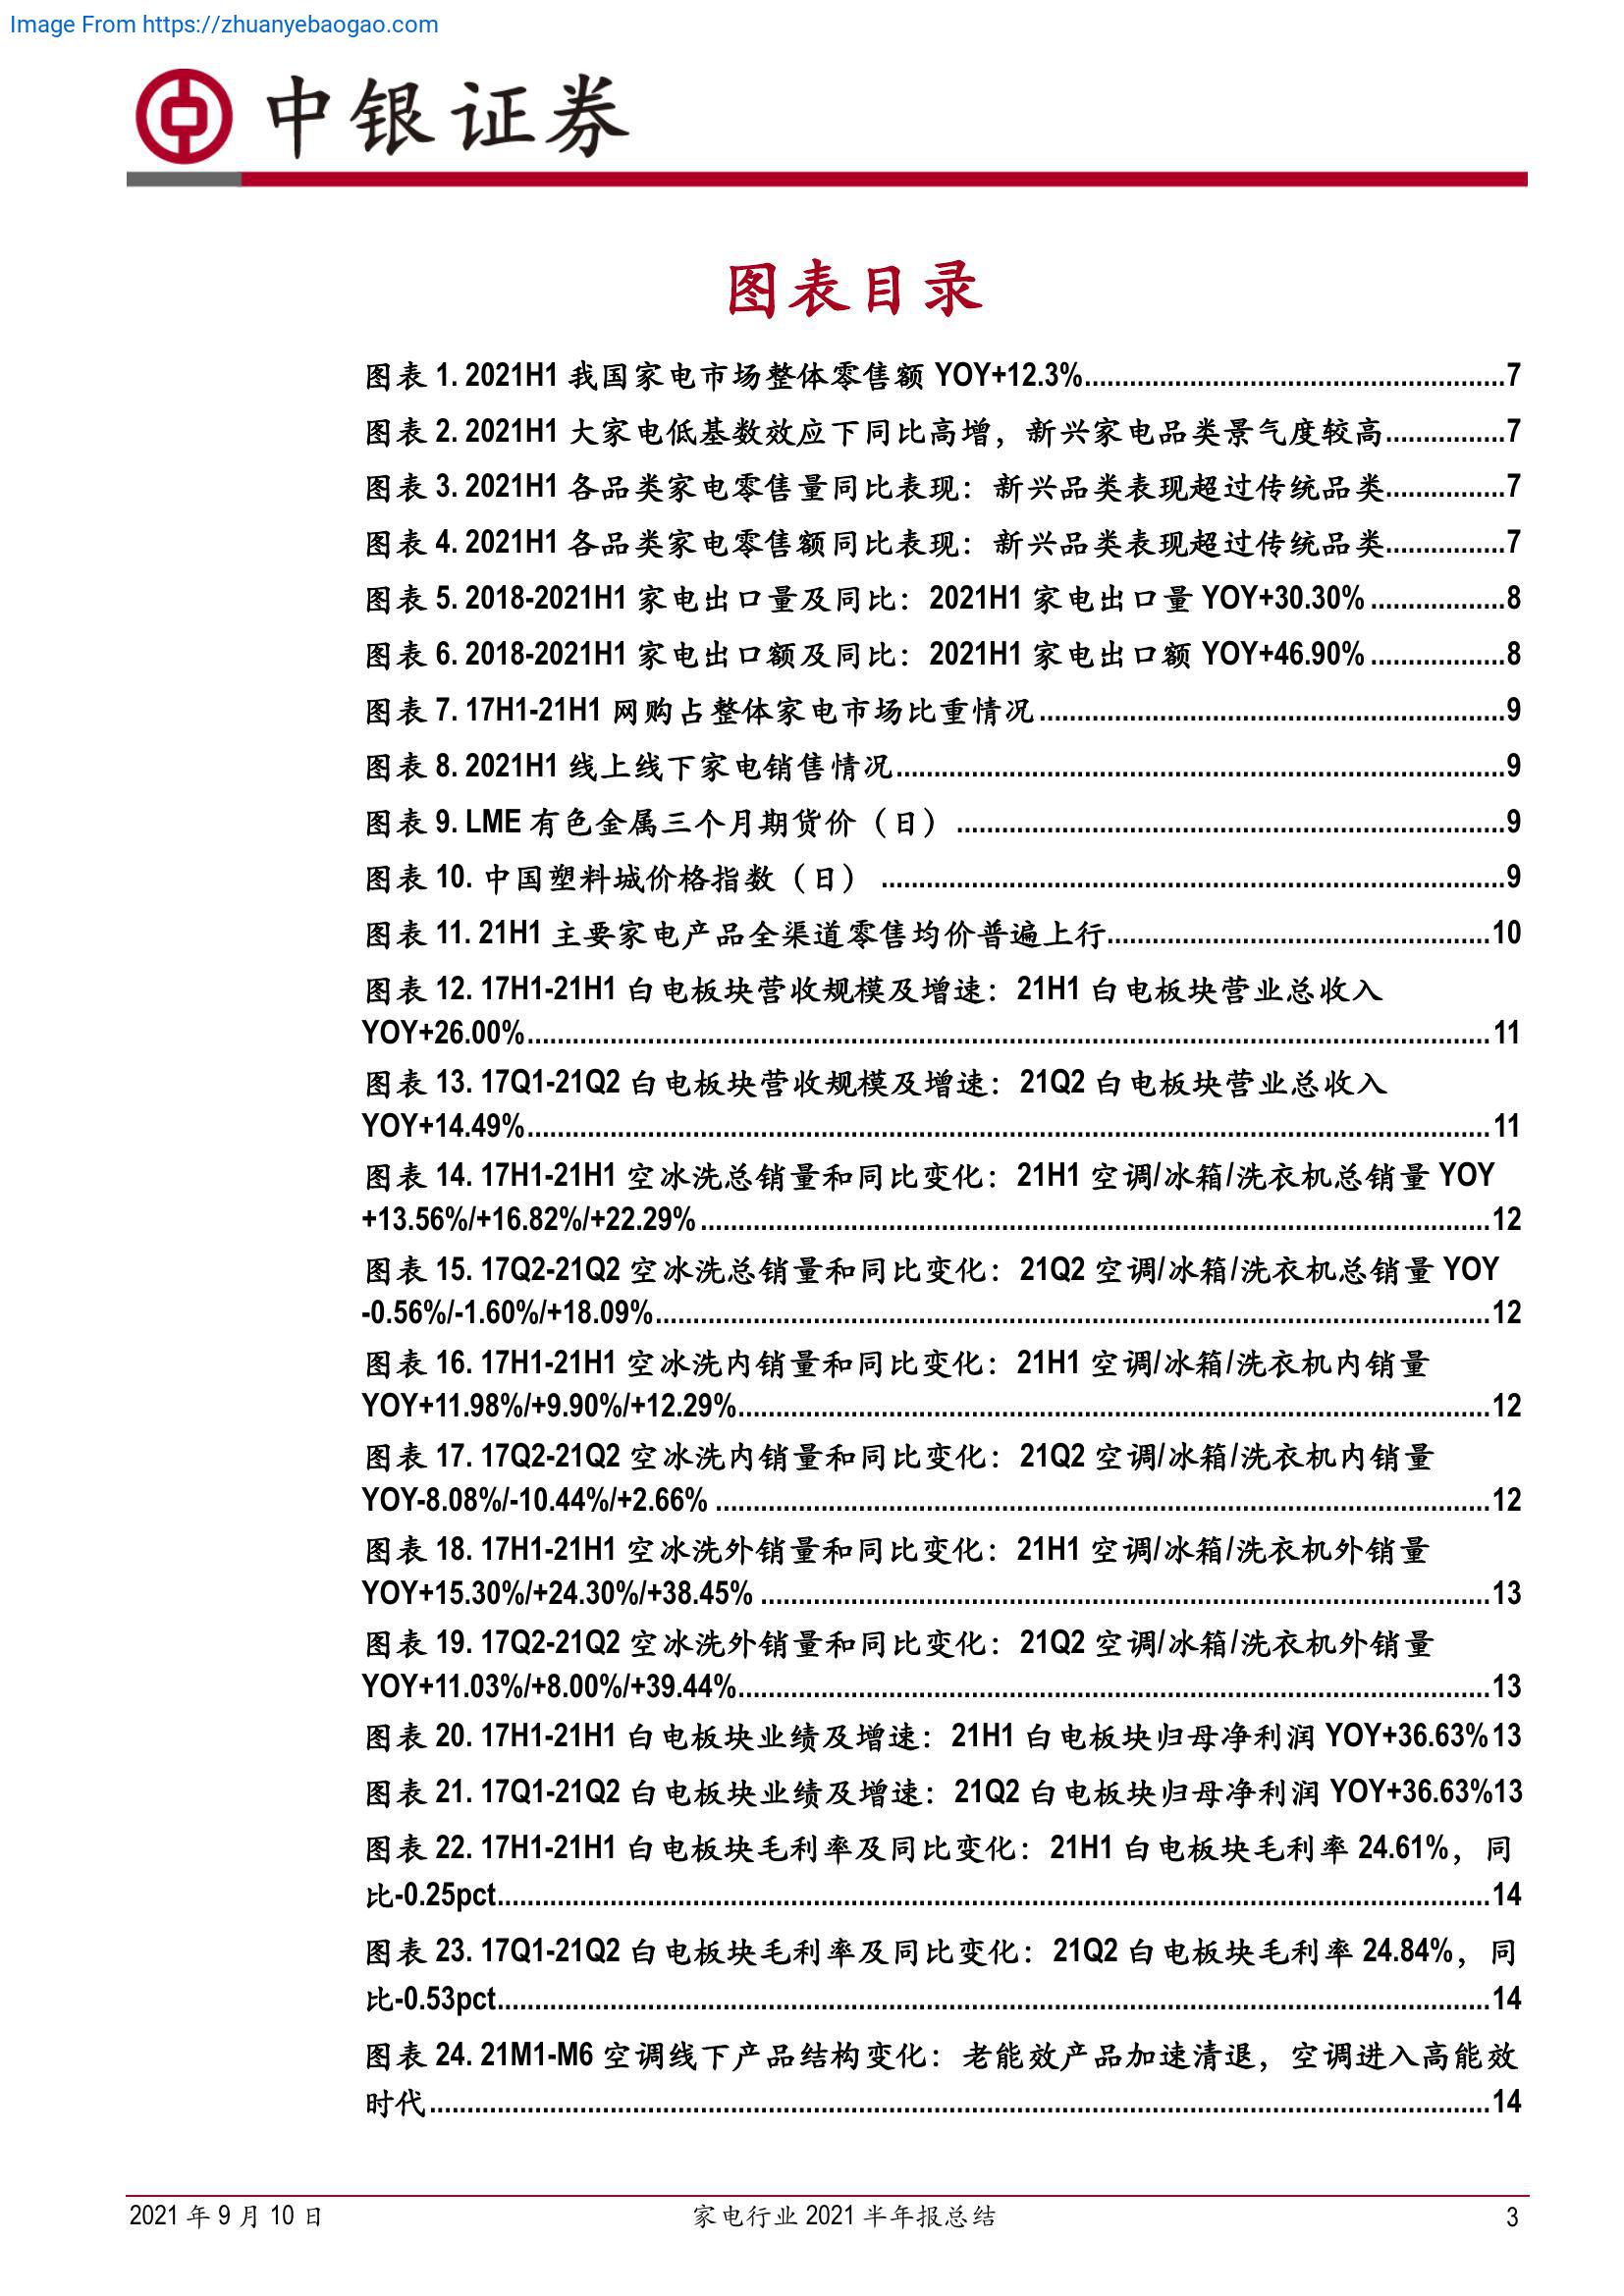 Image From https://zhuanyebaogao.com
中银证券
图表目录
图表 1. 2021H1 我国家电市场整体零售额 YOY+12.3%........................................................7
图表 2. 2021H1 大家电低基数效应下同比高增，新兴家电品类景气度较高................7
图表 3. 2021H1 各品类家电零售量同比表现：新兴品类表现超过传统品类................7
图表 4. 2021H1 各品类家电零售额同比表现：新兴品类表现超过传统品类................7
图表 5. 2018-2021H1 家电出口量及同比：2021H1 家电出口量 YOY+30.30% ..................8
图表 6. 2018-2021H1 家电出口额及同比：2021H1 家电出口额 YOY+46.90% ..................8
图表 7. 17H1-21H1 网购占整体家电市场比重情况..............................................................9
图表 8. 2021H1 线上线下家电销售情况.................................................................................9
图表 9. LME 有色金属三个月期货价（日） .........................................................................9
图表 10. 中国塑料城价格指数（日） ...................................................................................9
图表 11. 21H1 主要家电产品全渠道零售均价普遍上行...................................................10
图表 12. 17H1-21H1 白电板块营收规模及增速：21H1 白电板块营业总收入
YOY+26.00%................................................................................................................................11
图表 13. 17Q1-21Q2 白电板块营收规模及增速：21Q2 白电板块营业总收入
YOY+14.49%................................................................................................................................11
图表 14. 17H1-21H1 空冰洗总销量和同比变化：21H1 空调/冰箱/洗衣机总销量 YOY
+13.56%/+16.82%/+22.29% .........................................................................................................12
图表 15. 17Q2-21Q2 空冰洗总销量和同比变化：21Q2 空调/冰箱/洗衣机总销量 YOY
-0.56%/-1.60%/+18.09%...............................................................................................................12
图表 16. 17H1-21H1 空冰洗内销量和同比变化：21H1 空调/冰箱/洗衣机内销量
YOY+11.98%/+9.90%/+12.29%....................................................................................................12
图表 17. 17Q2-21Q2 空冰洗内销量和同比变化：21Q2 空调/冰箱/洗衣机内销量
YOY-8.08%/-10.44%/+2.66% .......................................................................................................12
图表 18. 17H1-21H1 空冰洗外销量和同比变化：21H1 空调/冰箱/洗衣机外销量
YOY+15.30%/+24.30%/+38.45% .................................................................................................13
图表 19. 17Q2-21Q2 空冰洗外销量和同比变化：21Q2 空调/冰箱/洗衣机外销量
YOY+11.03%/+8.00%/+39.44%....................................................................................................13
图表 20. 17H1-21H1 白电板块业绩及增速：21H1 白电板块归母净利润 YOY+36.63%13
图表 21. 17Q1-21Q2 白电板块业绩及增速：21Q2 白电板块归母净利润 YOY+36.63%13
图表 22. 17H1-21H1 白电板块毛利率及同比变化：21H1 白电板块毛利率 24.61%，同
比-0.25pct....................................................................................................................................14
图表 23. 17Q1-21Q2 白电板块毛利率及同比变化：21Q2 白电板块毛利率 24.84%，同
比-0.53pct....................................................................................................................................14
图表 24. 21M1-M6 空调线下产品结构变化：老能效产品加速清退，空调进入高能效
时代.............................................................................................................................................14
2021 年 9 月 10 日
家电行业 2021 半年报总结
3